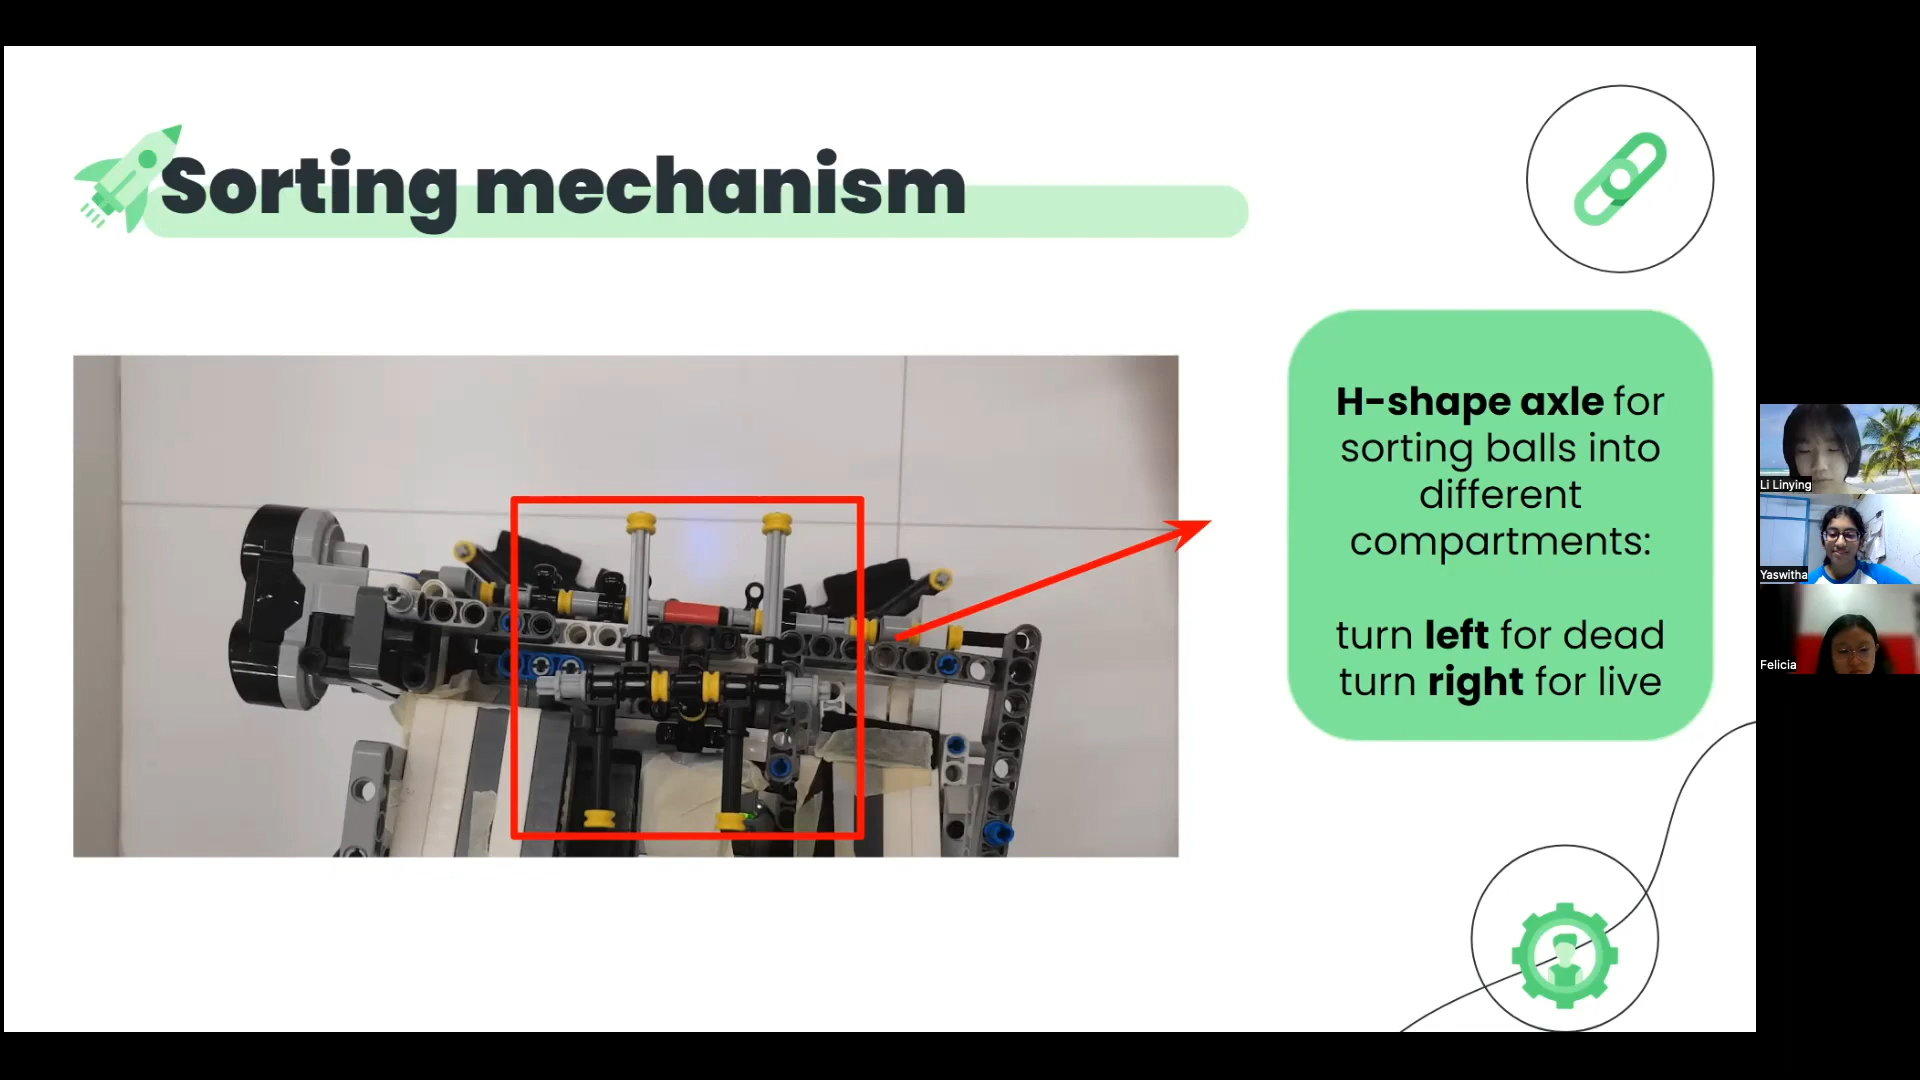 Sorting mechanism
H-shape axle for
sorting balls into
different
compartments:
turn left for dead
turn right for live
Li Linying
Yaswitha
Felicia